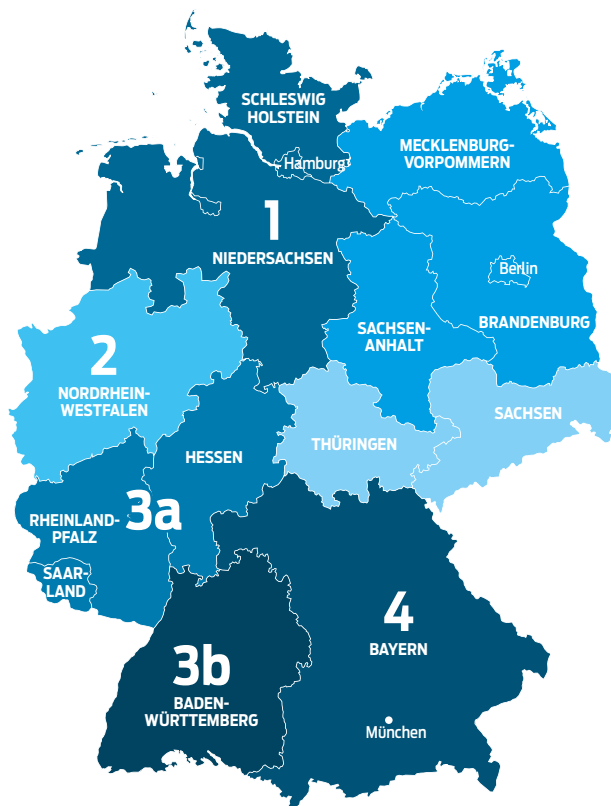 SCHLESWIG
HOLSTEIN
MECKLENBURG-
VORPOMMERN
Hamburg
1
NIEDERSACHSEN
Berlin
BRANDENBURG
SACHSEN-
ANHALT
2
NORDRHEIN-
WESTFALEN
SACHSEN
THÜRINGEN
HESSEN
3a
RHEINLAND-
PFALZ
SAAR-
LAND
4
BAYERN
3b
BADEN-
WÜRTTEMBERG
München